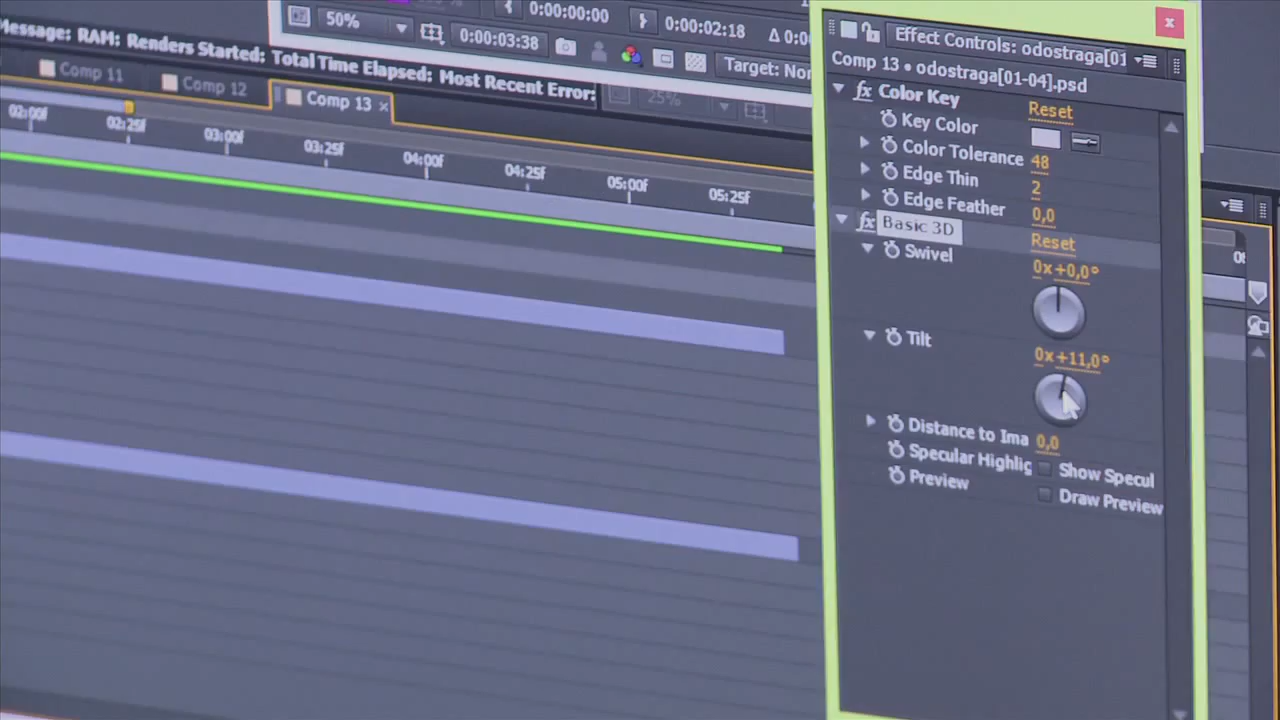 50%
0:00:03:38
0:00:00:00
0:00:02:18
Target:
Message: RAM: Renders Started: Total Time Elapsed: Most Recent Error:
25%
Comp 11
Comp 12
Comp 13
02:00f
02:25f
03:00f
03:25f
04:00f
04:25f
05:00f
05:25f
Effect Controls: odostraga[01
Comp 13 • odostraga[01-04].psd
fx Color Key Reset
Key Color
Color Tolerance 48
Edge Thin 2
Edge Feather 0,0
fx Basic 3D Reset
Swivel
0x+0,0°
Tilt
0x+11,0°
Distance to Ima 0,0
Specular Highlig Show Specul
Preview Draw Preview